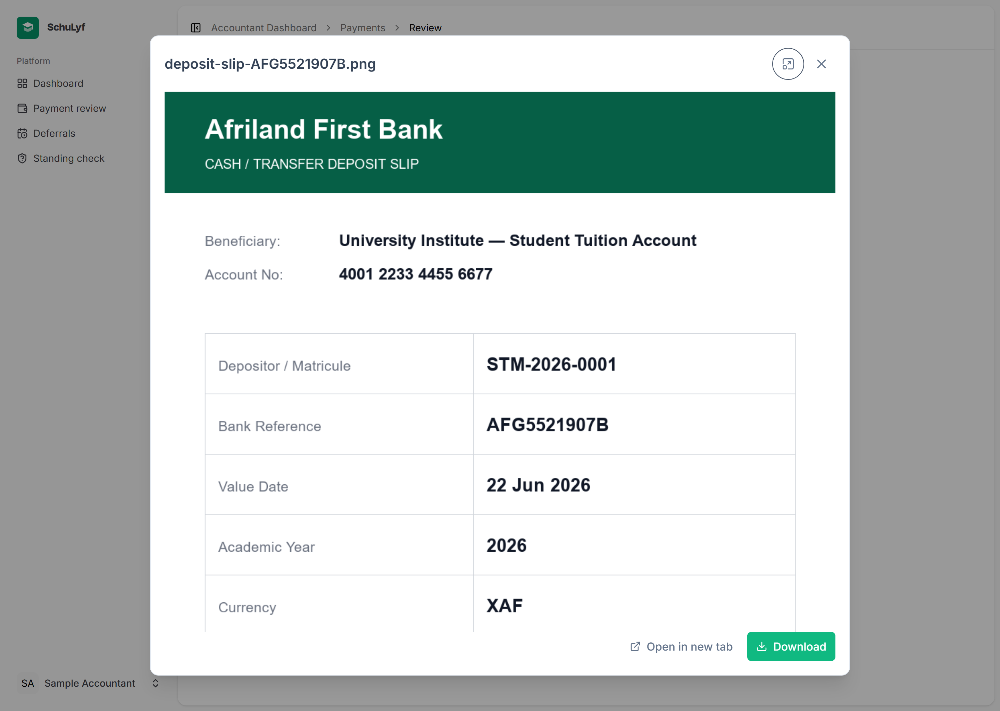 SchuLyf
Platform
Dashboard
Payment review
Deferrals
Standing check
SA Sample Accountant
Accountant Dashboard > Payments > Review
deposit-slip-AFG5521907B.png
Afriland First Bank
CASH / TRANSFER DEPOSIT SLIP
Beneficiary: University Institute — Student Tuition Account
Account No: 4001 2233 4455 6677
Depositor / Matricule STM-2026-0001
Bank Reference AFG5521907B
Value Date 22 Jun 2026
Academic Year 2026
Currency XAF
Open in new tab Download